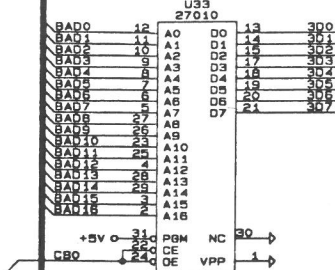 U33
27010
BAD0 12 A0 D0 13 3D0
BAD1 11 A1 D1 14 3D1
BAD2 10 A2 D2 15 3D2
BAD3 9 A3 D3 17 3D3
BAD4 8 A4 D4 18 3D4
BAD5 7 A5 D5 19 3D5
BAD6 6 A6 D6 20 3D6
BAD7 5 A7 D7 21 3D7
BAD8 27 A8
BAD9 26 A9
BAD10 23 A10
BAD11 25 A11
BAD12 4 A12
BAD13 28 A13
BAD14 29 A14
BAD15 3 A15
BAD16 2 A16
+5V 31 PGM NC 30
22 CE
CB0 24 OE VPP 1